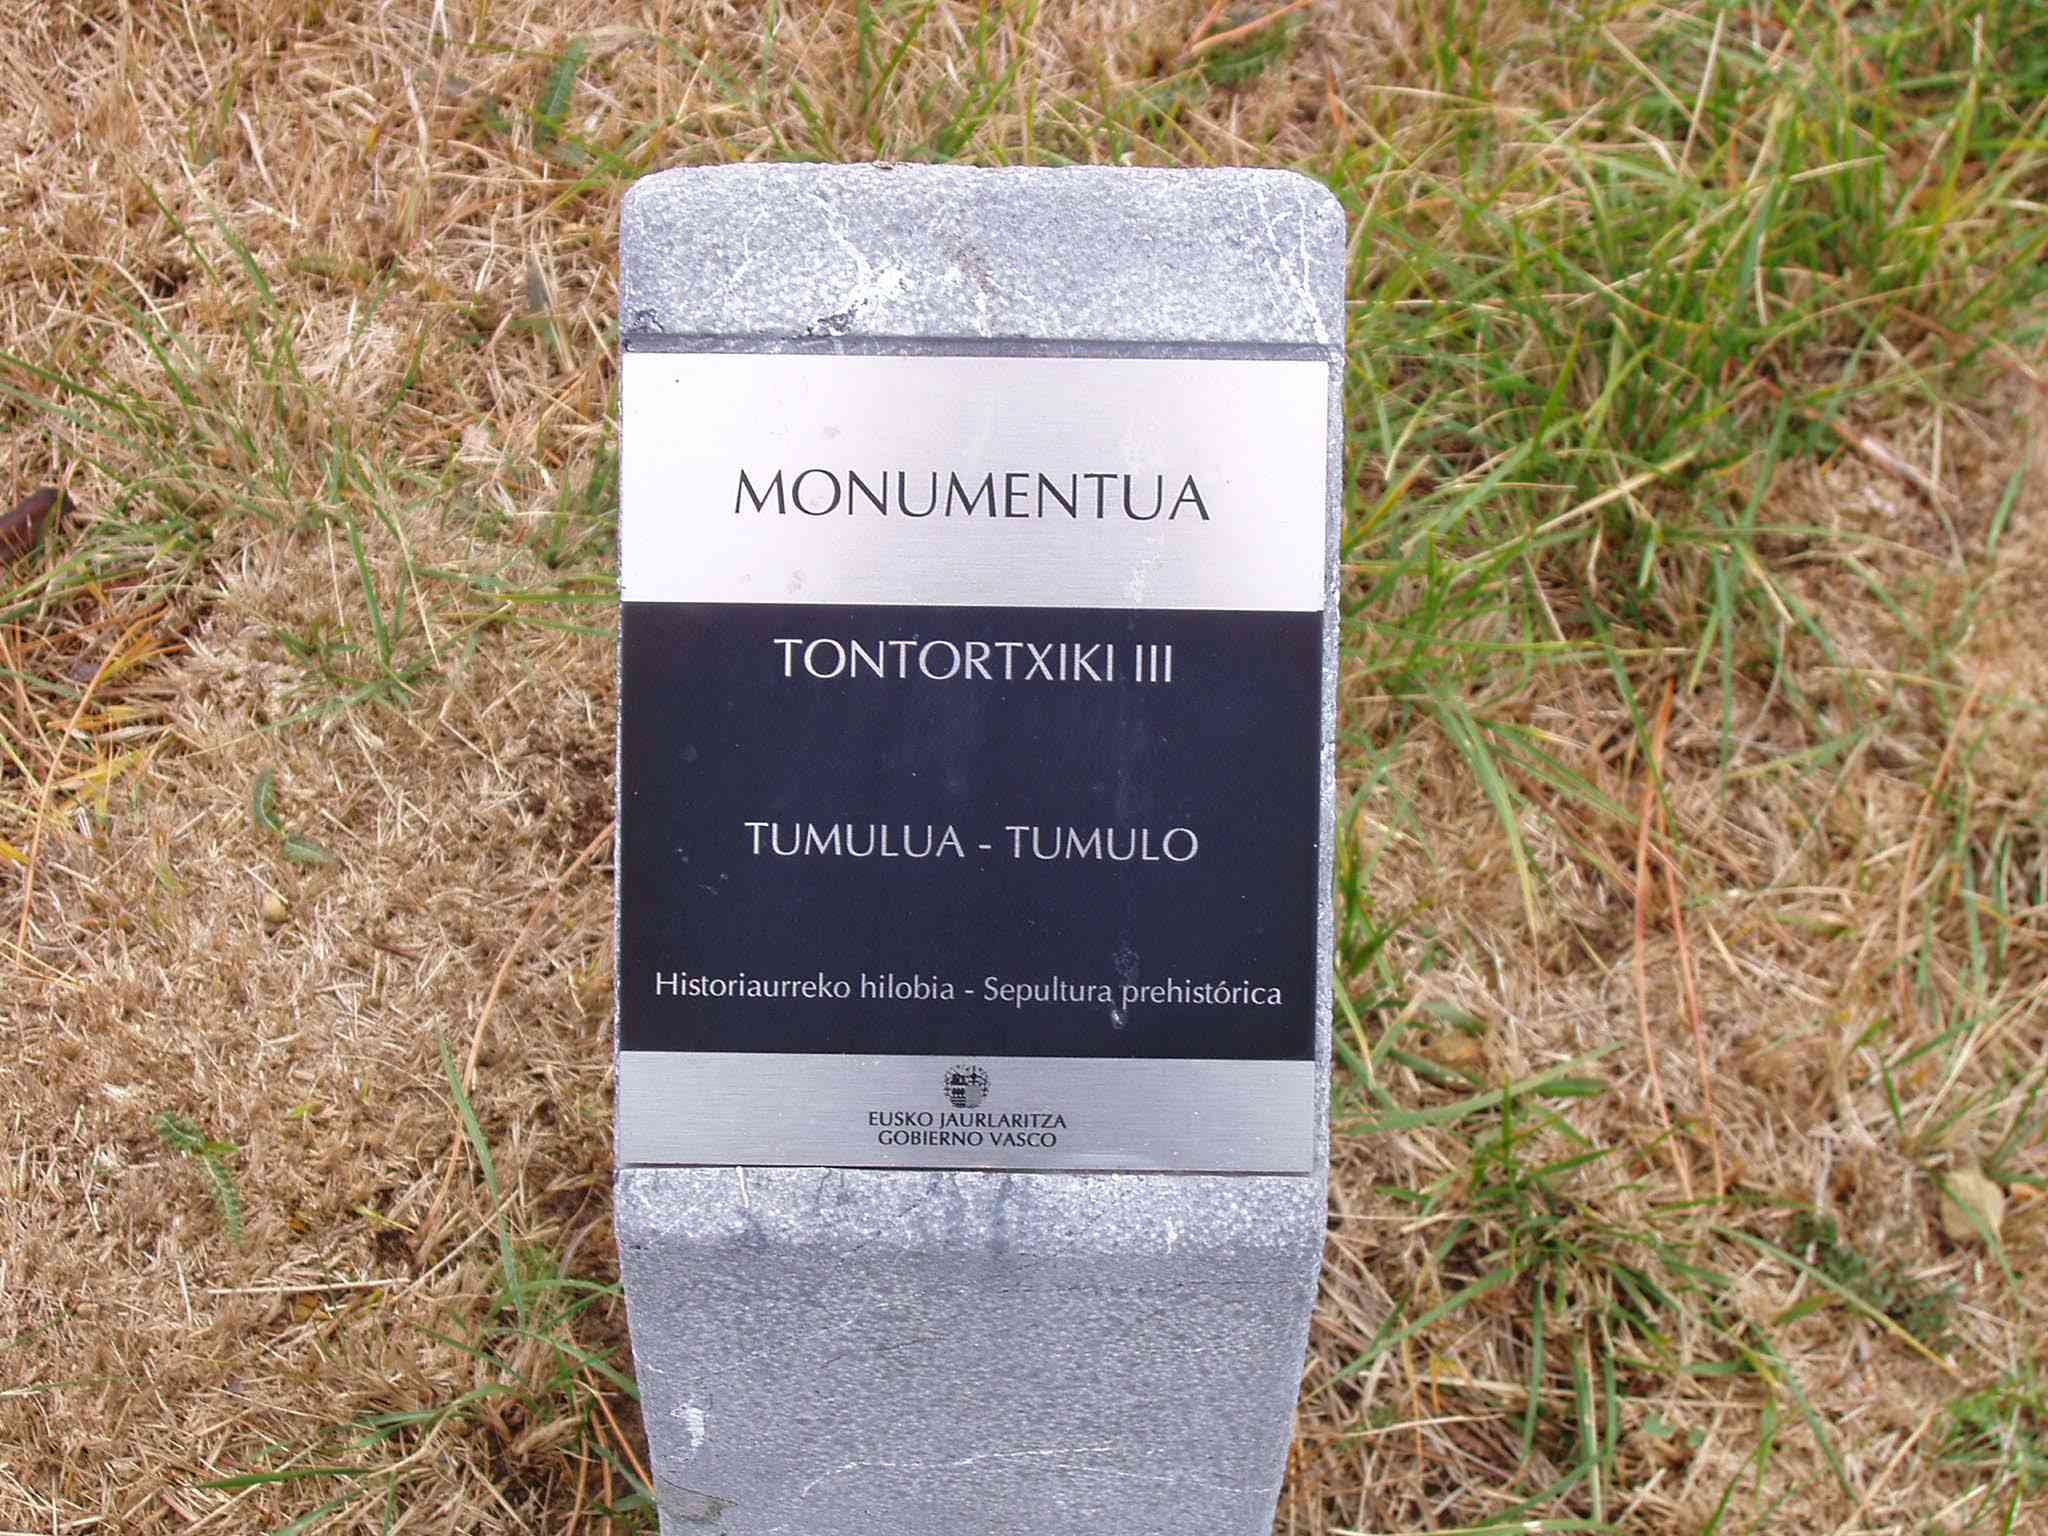 MONUMENTUA
TONTORTXIKI III
TUMULUA - TUMULO
Historiaurreko hilobia - Sepultura prehistórica
EUSKO JAURLARITZA
GOBIERNO VASCO